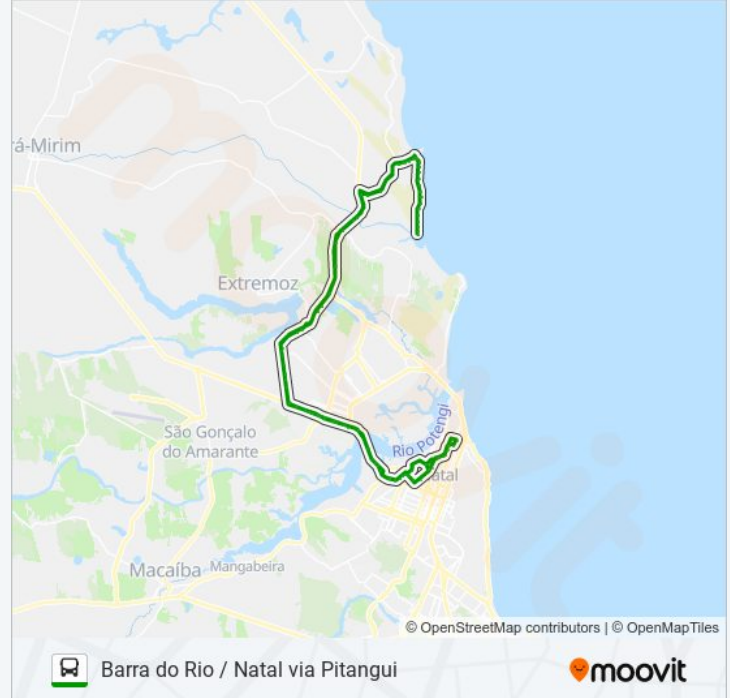 á-Mirim
Extremoz
Rio Potengi
São Gonçalo
do Amarante
atal
Macaíba
Mangabeira
© OpenStreetMap contributors | © OpenMapTiles
Barra do Rio / Natal via Pitangui
moovit